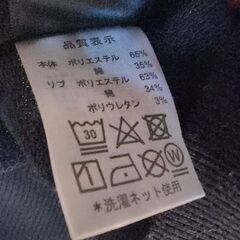 品質表示
本体 ポリエステル 65%
綿 35%
リブ ポリエステル 63%
綿 34%
ポリウレタン 3%
30
W
*洗濯ネット使用